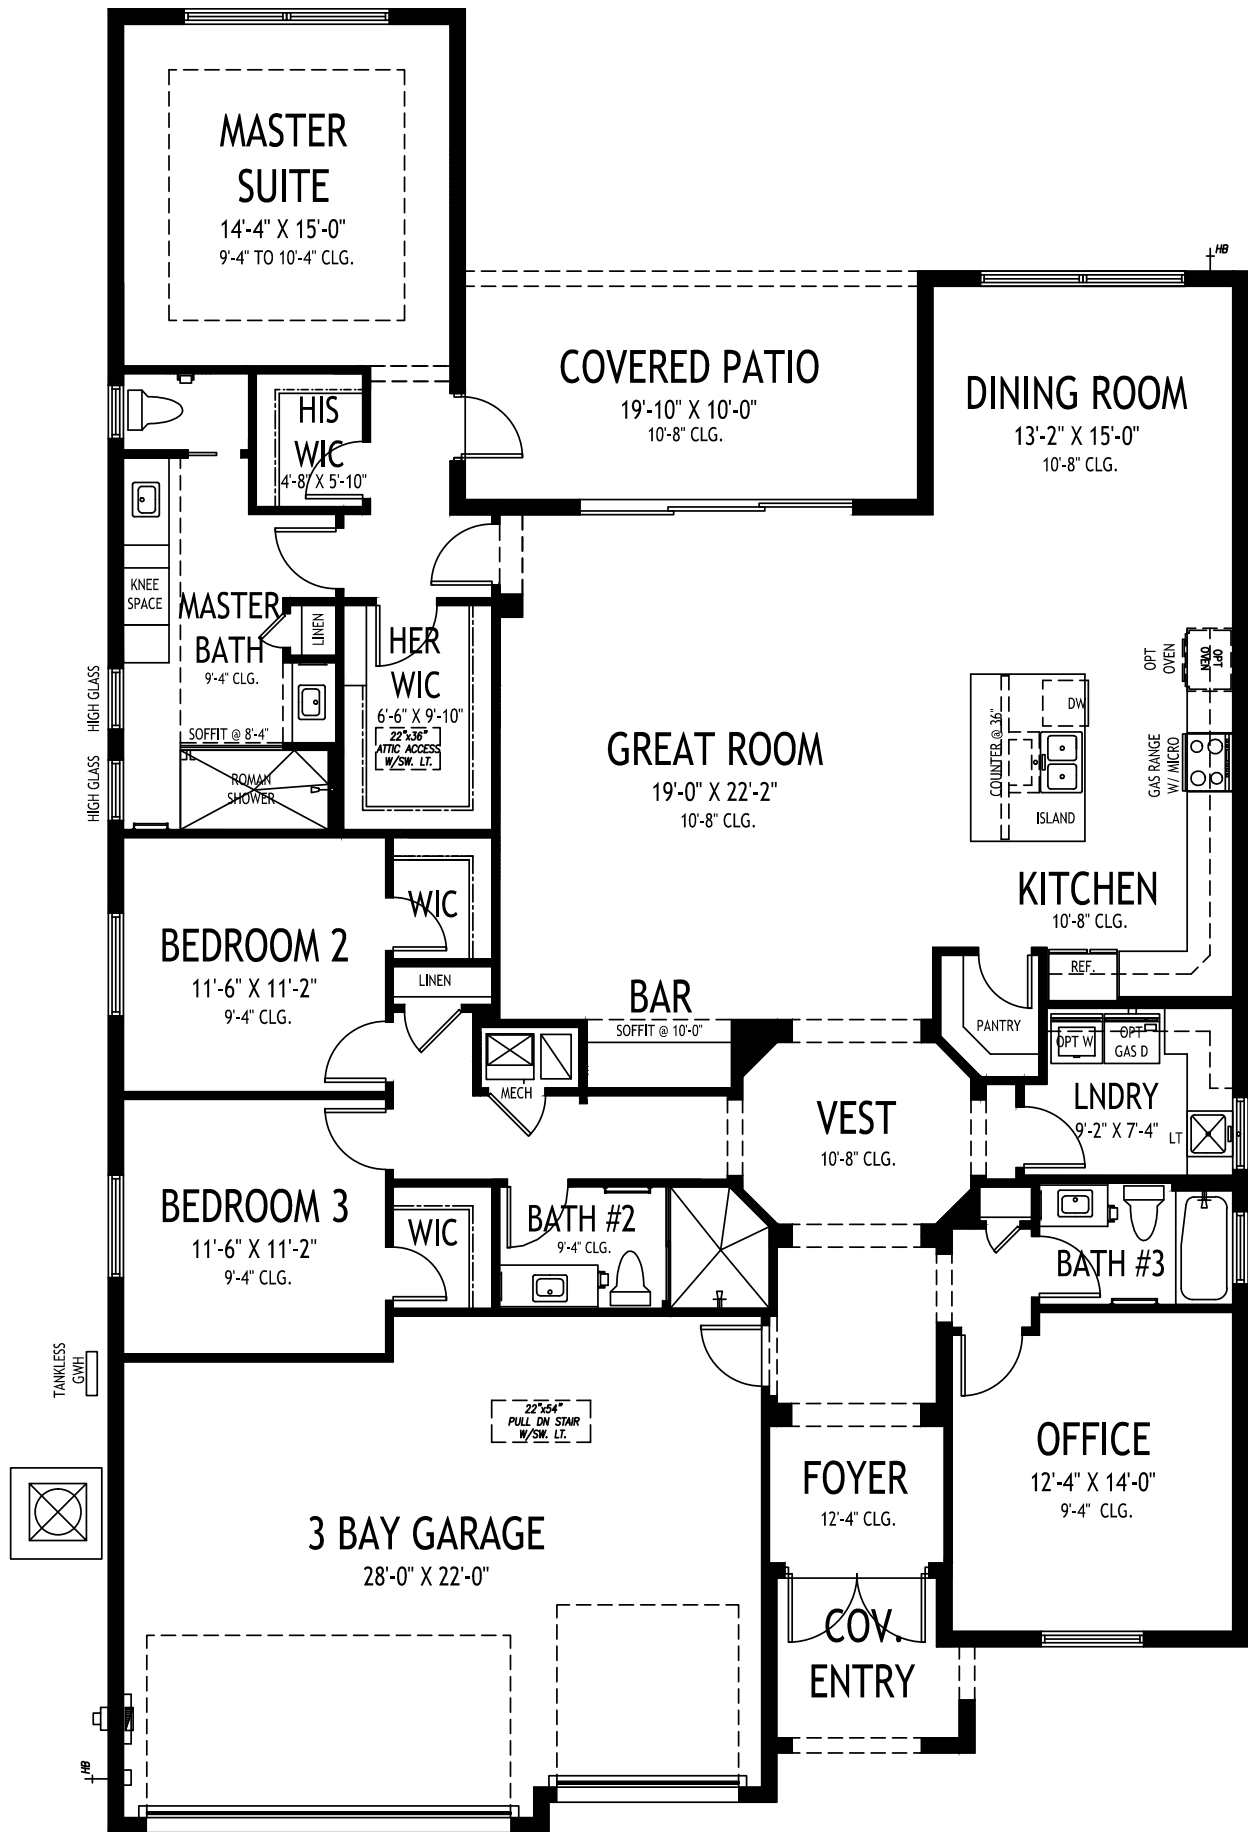 MASTER
SUITE
14'-4" X 15'-0"
9'-4" TO 10'-4" CLG.
HB
COVERED PATIO
19'-10" X 10'-0"
10'-8" CLG.
DINING ROOM
13'-2" X 15'-0"
10'-8" CLG.
HIS
WIC
4'-8" X 5'-10"
KNEE
SPACE
MASTER
BATH
9'-4" CLG.
LINEN
HER
WIC
6'-6" X 9'-10"
22"x36"
ATTIC ACCESS
W/SW. LT.
HIGH GLASS
HIGH GLASS
SOFFIT @ 8'-4"
ROMAN
SHOWER
GREAT ROOM
19'-0" X 22'-2"
10'-8" CLG.
OPT
OVEN
OPT
OVEN
DW
COUNTER @ 36"
ISLAND
GAS RANGE
W/ MICRO
KITCHEN
10'-8" CLG.
REF.
PANTRY
WIC
BEDROOM 2
11'-6" X 11'-2"
9'-4" CLG.
LINEN
BAR
SOFFIT @ 10'-0"
MECH
OPT W
OPT
GAS D
LNDRY
9'-2" X 7'-4"
LT
VEST
10'-8" CLG.
BEDROOM 3
11'-6" X 11'-2"
9'-4" CLG.
WIC
BATH #2
9'-4" CLG.
BATH #3
TANKLESS
GWH
22"x54"
PULL DN STAIR
W/SW. LT.
OFFICE
12'-4" X 14'-0"
9'-4" CLG.
FOYER
12'-4" CLG.
3 BAY GARAGE
28'-0" X 22'-0"
COV.
ENTRY
HB